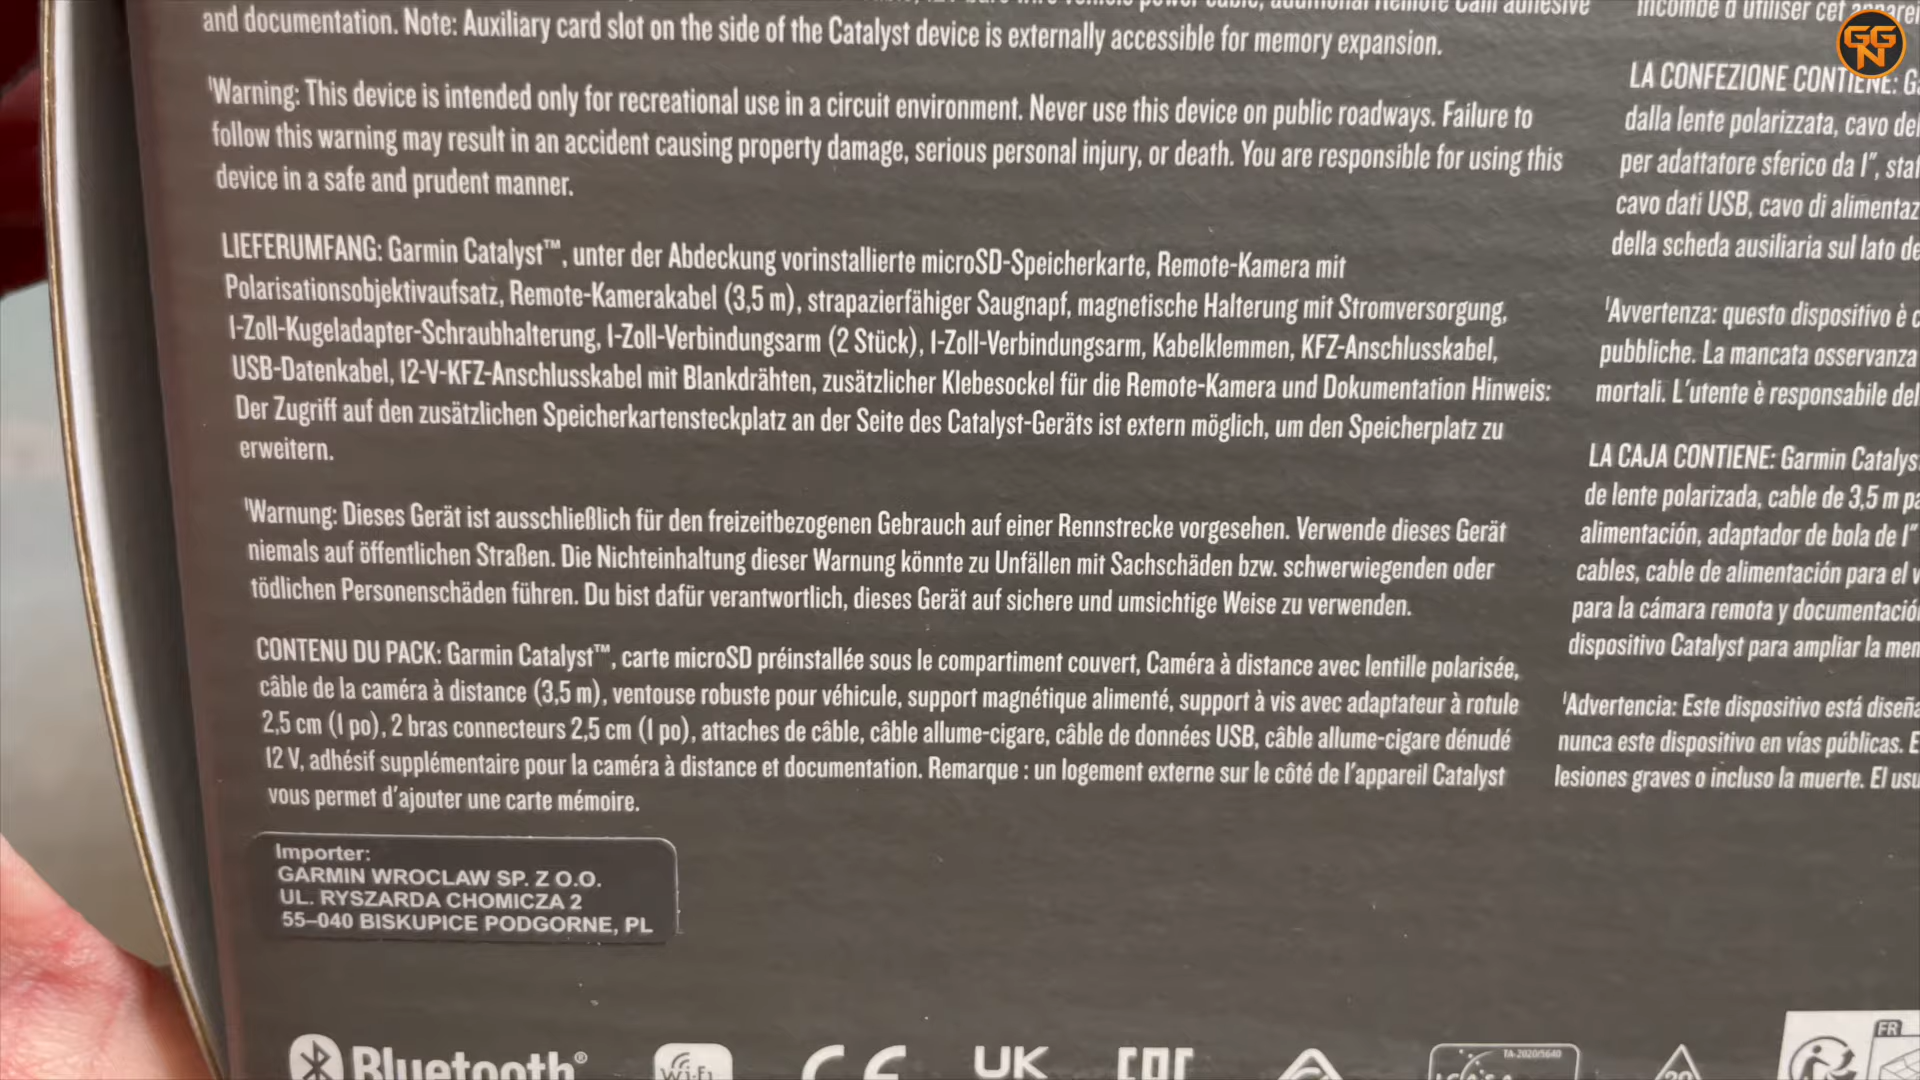 and documentation. Note: Auxiliary card slot on the side of the Catalyst device is externally accessible for memory expansion.
¹Warning: This device is intended only for recreational use in a circuit environment. Never use this device on public roadways. Failure to
follow this warning may result in an accident causing property damage, serious personal injury, or death. You are responsible for using this
device in a safe and prudent manner.
LIEFERUMFANG: Garmin Catalyst™, unter der Abdeckung vorinstallierte microSD-Speicherkarte, Remote-Kamera mit
Polarisationsobjektivaufsatz, Remote-Kamerakabel (3,5 m), strapazierfähiger Saugnapf, magnetische Halterung mit Stromversorgung,
1-Zoll-Kugeladapter-Schraubhalterung, 1-Zoll-Verbindungsarm (2 Stück), 1-Zoll-Verbindungsarm, Kabelklemmen, KFZ-Anschlusskabel,
USB-Datenkabel, 12-V-KFZ-Anschlusskabel mit Blankdrähten, zusätzlicher Klebesockel für die Remote-Kamera und Dokumentation Hinweis:
Der Zugriff auf den zusätzlichen Speicherkartensteckplatz an der Seite des Catalyst-Geräts ist extern möglich, um den Speicherplatz zu
erweitern.
¹Warnung: Dieses Gerät ist ausschließlich für den freizeitbezogenen Gebrauch auf einer Rennstrecke vorgesehen. Verwende dieses Gerät
niemals auf öffentlichen Straßen. Die Nichteinhaltung dieser Warnung könnte zu Unfällen mit Sachschäden bzw. schwerwiegenden oder
tödlichen Personenschäden führen. Du bist dafür verantwortlich, dieses Gerät auf sichere und umsichtige Weise zu verwenden.
CONTENU DU PACK: Garmin Catalyst™, carte microSD préinstallée sous le compartiment couvert, Caméra à distance avec lentille polarisée,
câble de la caméra à distance (3,5 m), ventouse robuste pour véhicule, support magnétique alimenté, support à vis avec adaptateur à rotule
2,5 cm (1 po), 2 bras connecteurs 2,5 cm (1 po), attaches de câble, câble allume-cigare, câble de données USB, câble allume-cigare dénudé
12 V, adhésif supplémentaire pour la caméra à distance et documentation. Remarque : un logement externe sur le côté de l'appareil Catalyst
vous permet d'ajouter une carte mémoire.
Importer:
GARMIN WROCLAW SP. Z O.O.
UL. RYSZARDA CHOMICZA 2
55–040 BISKUPICE PODGORNE, PL
Bluetooth®
Wi-Fi
CE
UK
EAC
TA-2020/5640
20
FR
incombe d'utiliser cet
LA CONFEZIONE CONTIENE:
dalla lente polarizzata, cavo
per adattatore sferico da 1",
cavo dati USB, cavo di
della scheda ausiliaria sul lato
¹Avvertenza: questo dispositivo è
pubbliche. La mancata osservanza
mortali. L'utente è responsabile del
LA CAJA CONTIENE: Garmin
de lente polarizada, cable de 3,5 m
alimentación, adaptador de bola de 1"
cables, cable de alimentación para el
para la cámara remota y
dispositivo Catalyst para ampliar la
¹Advertencia: Este dispositivo está
nunca este dispositivo en vías públicas.
lesiones graves o incluso la muerte. El
GGN